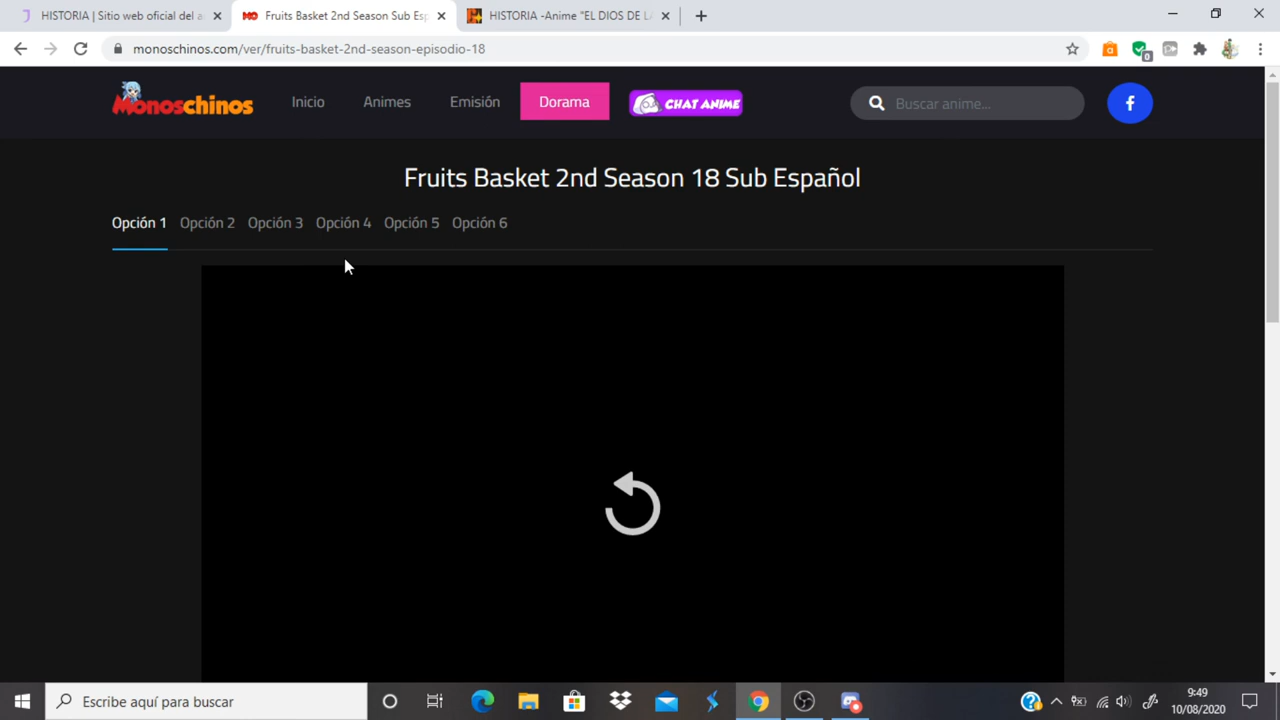 HISTORIA | Sitio web oficial del a
Fruits Basket 2nd Season Sub Esp
HISTORIA -Anime "EL DIOS DE LA
monoschinos.com/ver/fruits-basket-2nd-season-episodio-18
a
0
Monoschinos
Inicio
Animes
Emisión
Dorama
CHAT ANIME
Buscar anime...
f
Fruits Basket 2nd Season 18 Sub Español
Opción 1
Opción 2
Opción 3
Opción 4
Opción 5
Opción 6
Escribe aquí para buscar
9:49
10/08/2020